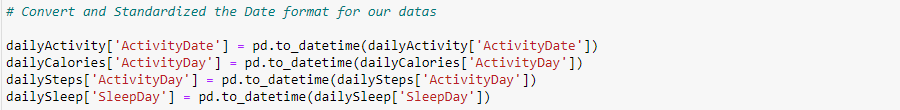 # Convert and Standardized the Date format for our datas
dailyActivity['ActivityDate'] = pd.to_datetime(dailyActivity['ActivityDate'])
dailyCalories['ActivityDay'] = pd.to_datetime(dailyCalories['ActivityDay'])
dailySteps['ActivityDay'] = pd.to_datetime(dailySteps['ActivityDay'])
dailySleep['SleepDay'] = pd.to_datetime(dailySleep['SleepDay'])